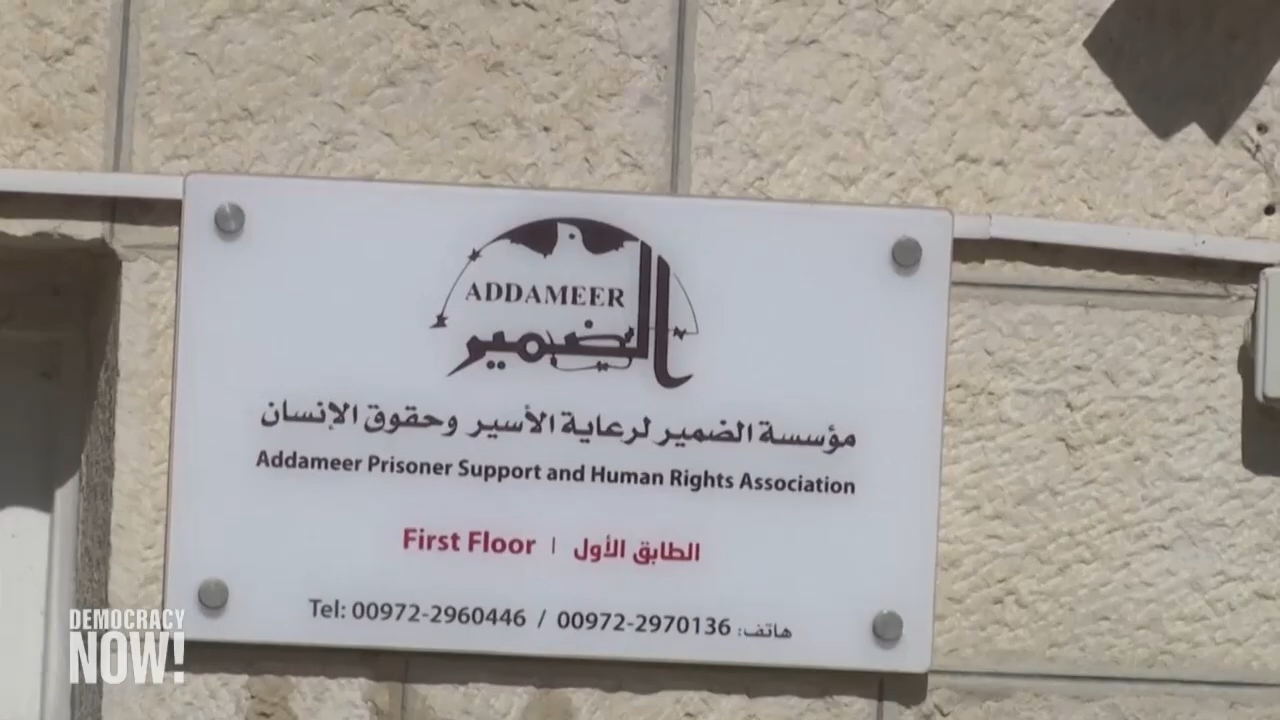 ADDAMEER
الضمير
مؤسسة الضمير لرعاية الأسير وحقوق الإنسان
Addameer Prisoner Support and Human Rights Association
First Floor | الطابق الأول
Tel: 00972-2960446 / 00972-2970136 هاتف:
DEMOCRACY
NOW!